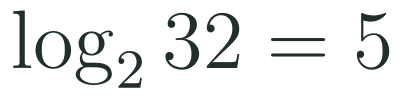 log₂ 32 = 5